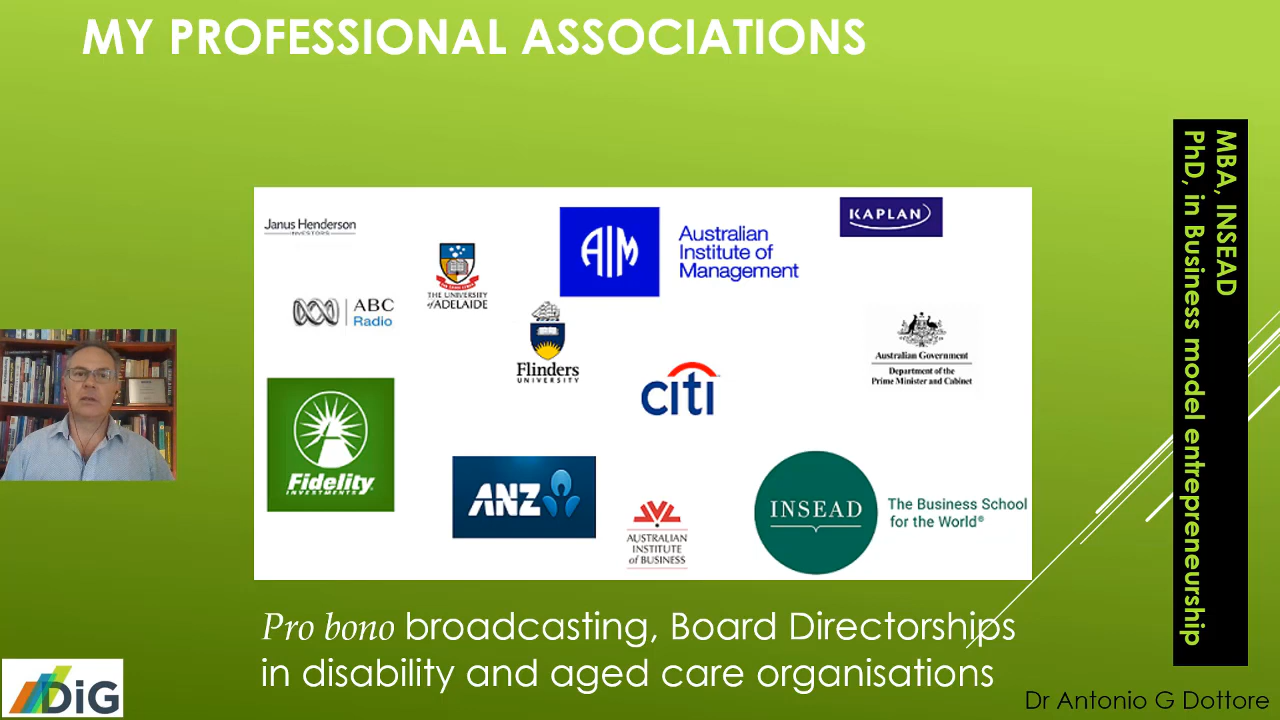 MY PROFESSIONAL ASSOCIATIONS
Janus Henderson
INVESTORS
THE UNIVERSITY
of ADELAIDE
AIM
Australian
Institute of
Management
KAPLAN
ABC
Radio
Flinders
UNIVERSITY
citi
Australian Government
Department of the
Prime Minister and Cabinet
Fidelity
INVESTMENTS
ANZ
AUSTRALIAN
INSTITUTE
of BUSINESS
INSEAD
The Business School
for the World®
MBA, INSEAD
PhD, in Business model entrepreneurship
Pro bono broadcasting, Board Directorships
in disability and aged care organisations
DiG
Dr Antonio G Dottore